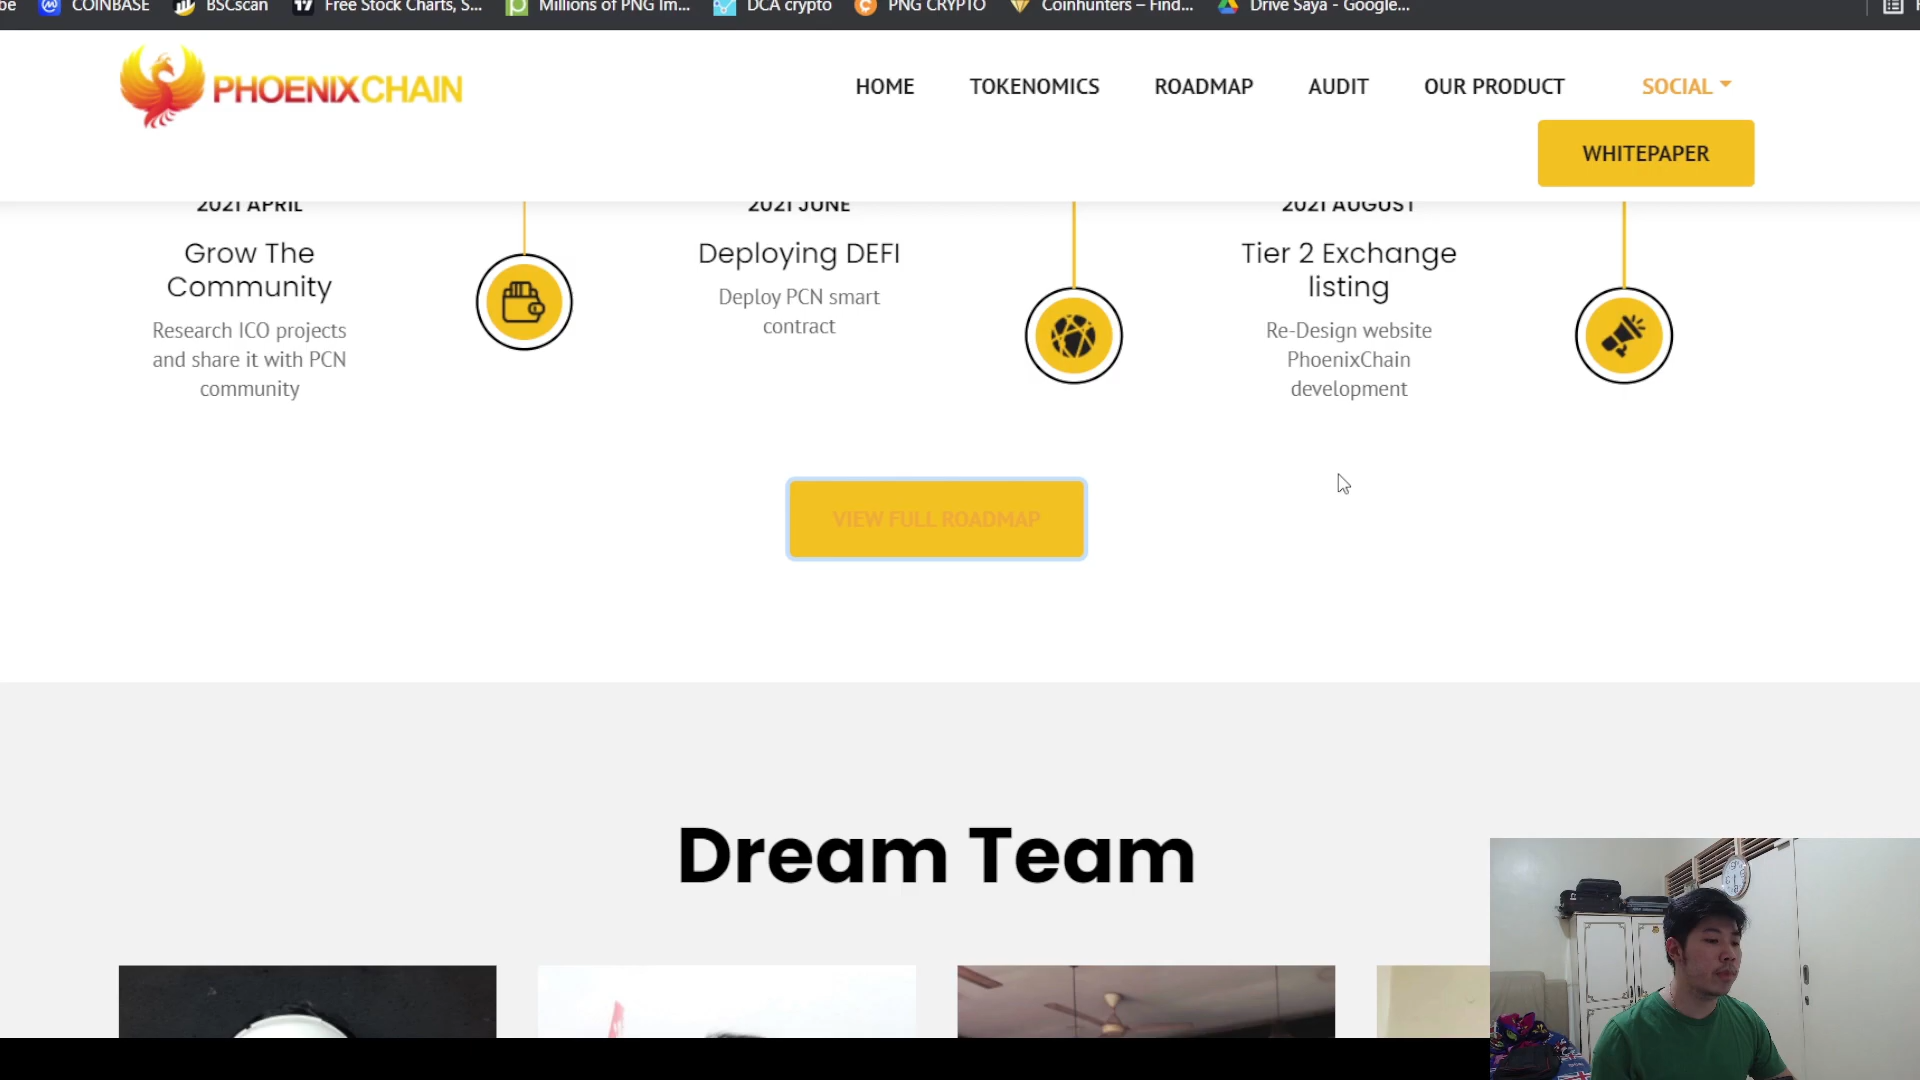 COINBASE BSCscan Free Stock Charts, S... Millions of PNG Im... DCA crypto PNG CRYPTO Coinhunters – Find... Drive Saya - Google...
PHOENIXCHAIN
HOME TOKENOMICS ROADMAP AUDIT OUR PRODUCT SOCIAL
WHITEPAPER
2021 APRIL
Grow The
Community
Research ICO projects
and share it with PCN
community
2021 JUNE
Deploying DEFI
Deploy PCN smart
contract
2021 AUGUST
Tier 2 Exchange
listing
Re-Design website
PhoenixChain
development
VIEW FULL ROADMAP
Dream Team